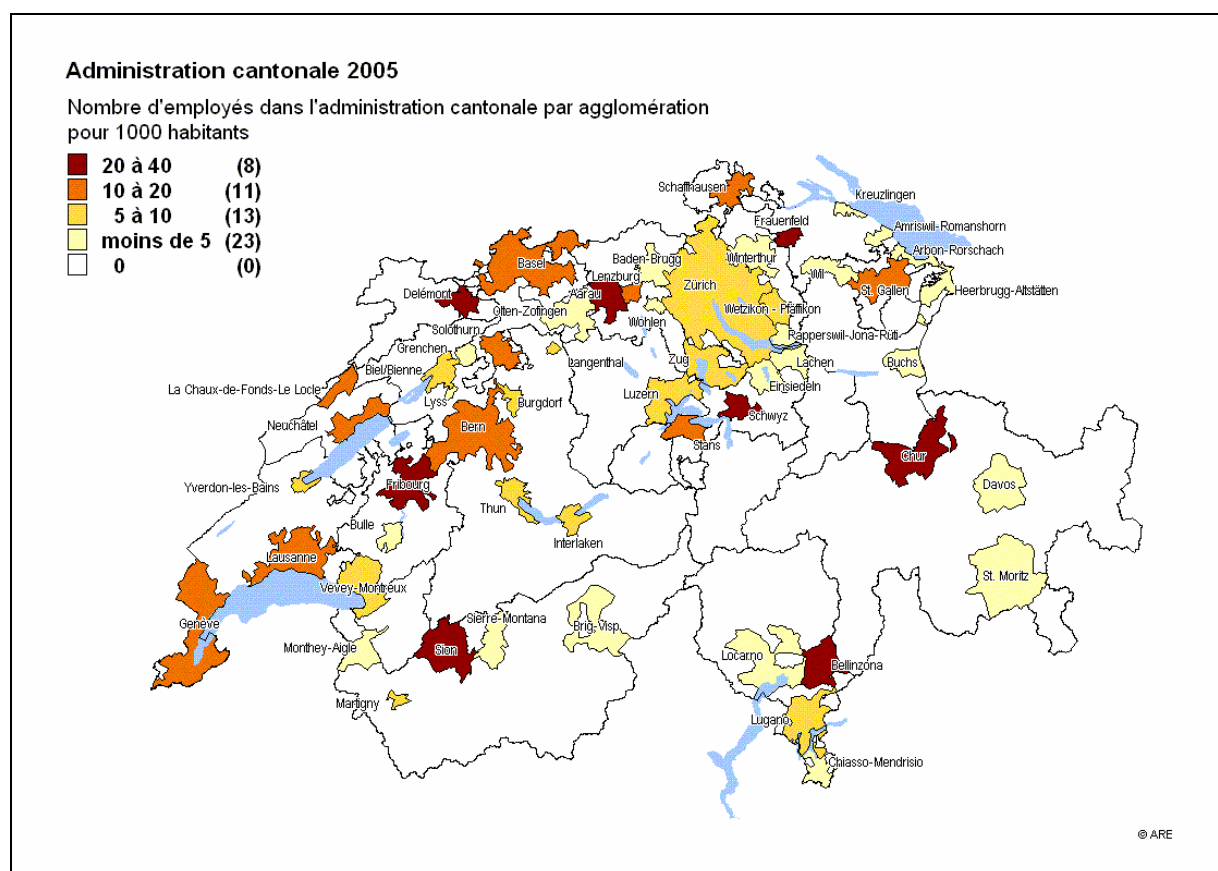 Administration cantonale 2005
Nombre d'employés dans l'administration cantonale par agglomération
pour 1000 habitants
20 à 40 (8)
10 à 20 (11)
5 à 10 (13)
moins de 5 (23)
0 (0)
Schaffhausen
Kreuzlingen
Frauenfeld
Amriswil-Romanshorn
Arbon-Rorschach
Basel
Baden-Brugg
Winterthur
Wil
St. Gallen
Heerbrugg-Altstätten
Lenzburg
Zürich
Delémont
Aarau
Olten-Zofingen
Wetzikon - Pfäffikon
Wohlen
Solothurn
Rapperswil-Jona-Rüti
Grenchen
Langenthal
Zug
Lachen
Buchs
Biel/Bienne
Einsiedeln
La Chaux-de-Fonds-Le Locle
Lyss
Burgdorf
Luzern
Schwyz
Neuchâtel
Bern
Stans
Chur
Yverdon-les-Bains
Fribourg
Davos
Thun
Bulle
Interlaken
Lausanne
St. Moritz
Vevey-Montreux
Genève
Sierre-Montana
Brig-Visp
Monthey-Aigle
Sion
Locarno
Bellinzona
Martigny
Lugano
Chiasso-Mendrisio
© ARE